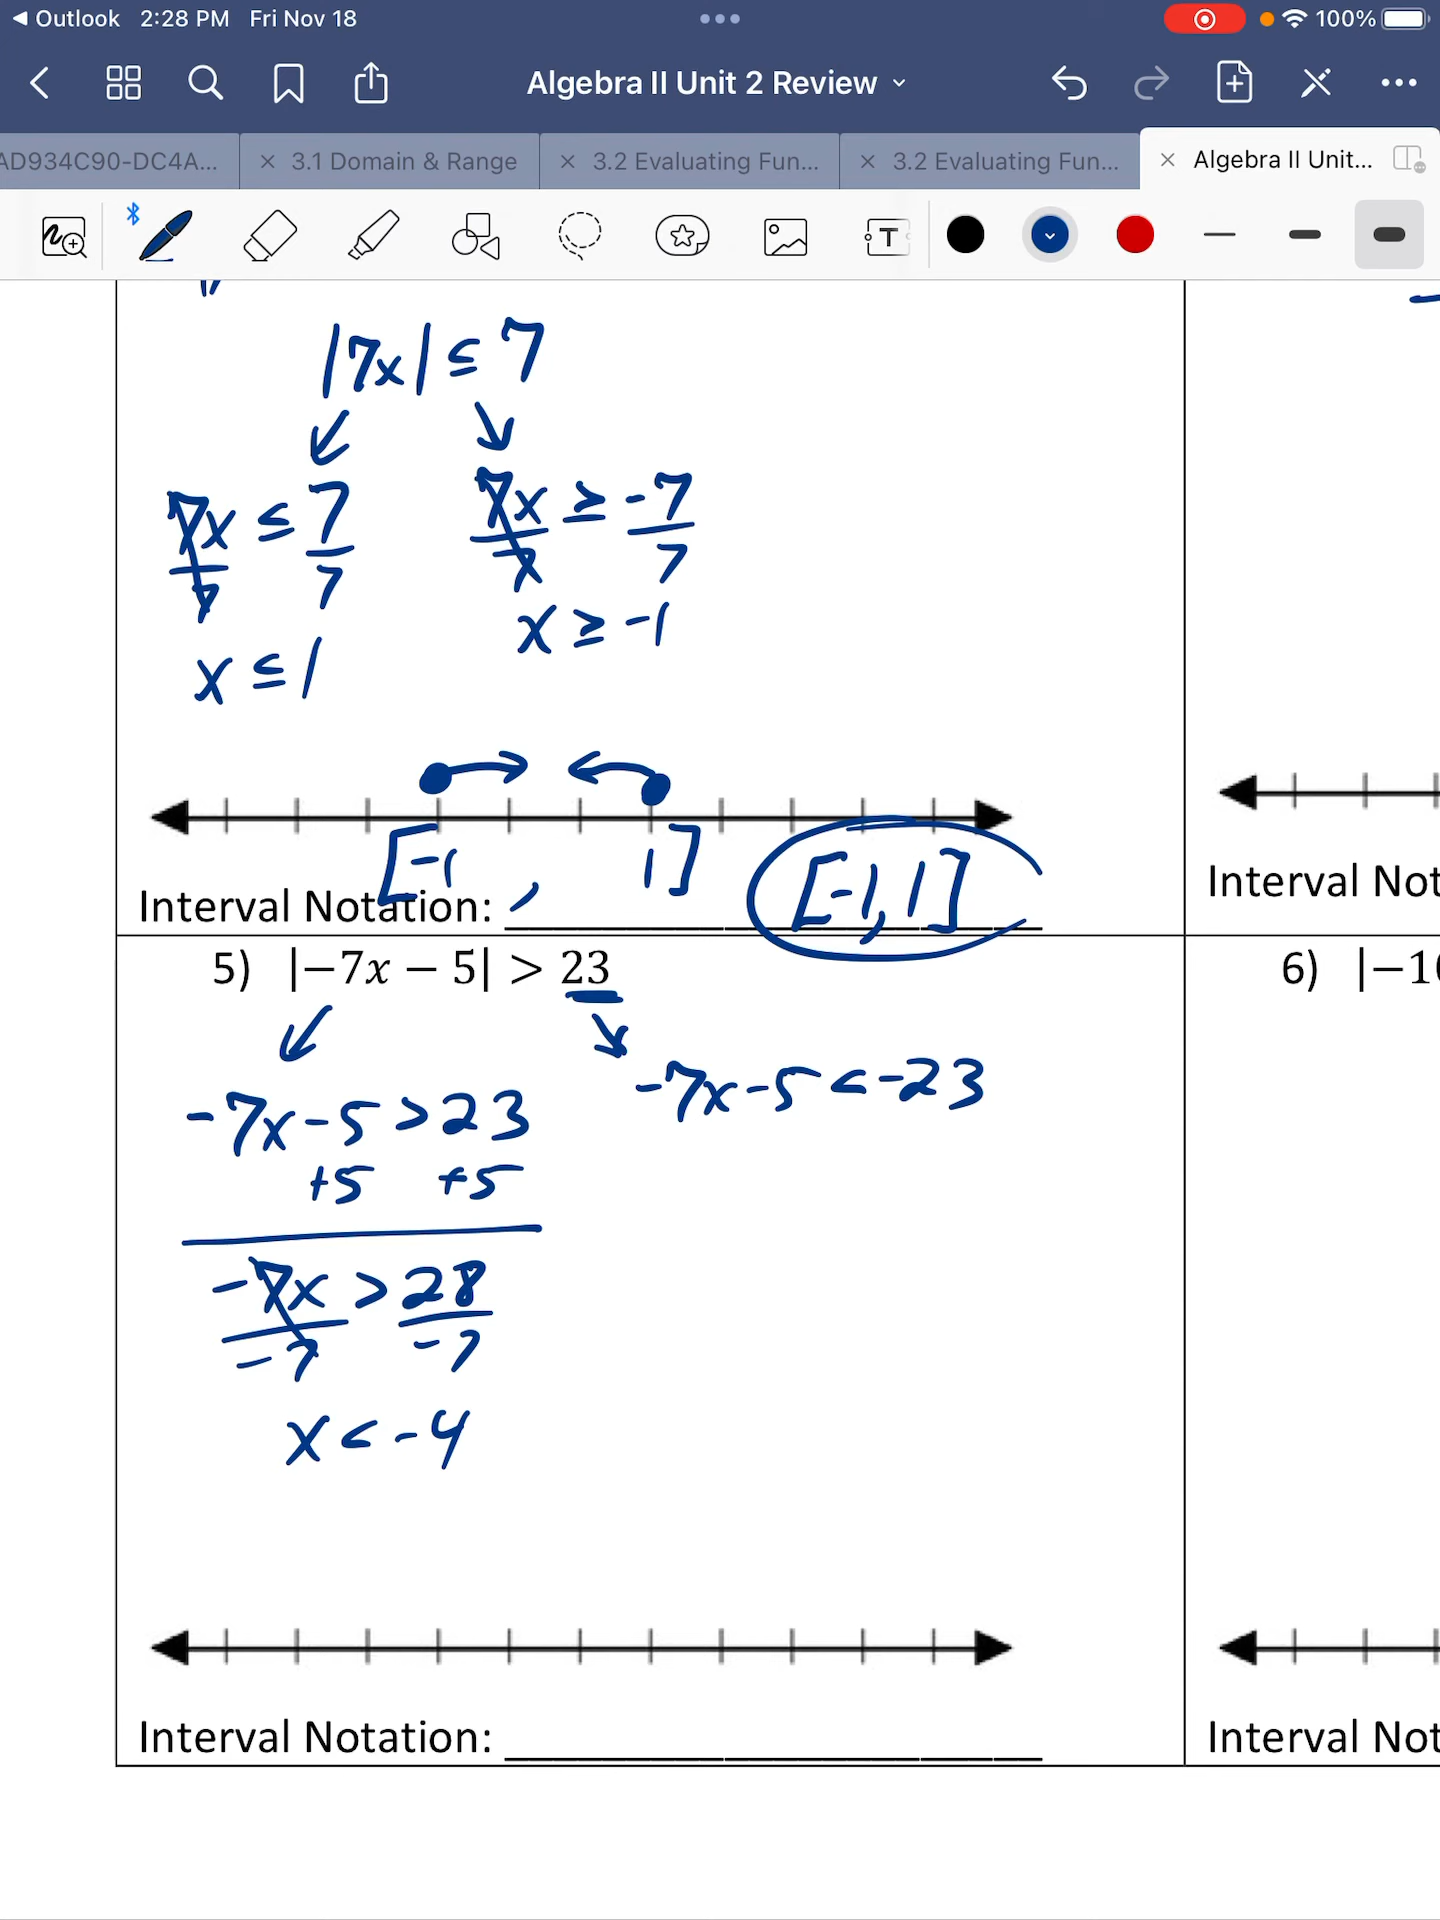 Outlook 2:28 PM Fri Nov 18 100%
Algebra II Unit 2 Review
AD934C90-DC4A... 3.1 Domain & Range 3.2 Evaluating Fun... 3.2 Evaluating Fun... Algebra II Unit...
T
|7x| ≤ 7
7x ≤ 7 7x ≥ -7
7 7 7 7
x ≤ 1 x ≥ -1
[-1 , 1] [-1, 1]
Interval Notation: Interval Not
5) |−7x − 5| > 23 6) |−10
-7x-5 > 23 -7x-5 < -23
+5 +5
-7x > 28
-7 -7
x < -4
Interval Notation: Interval Not